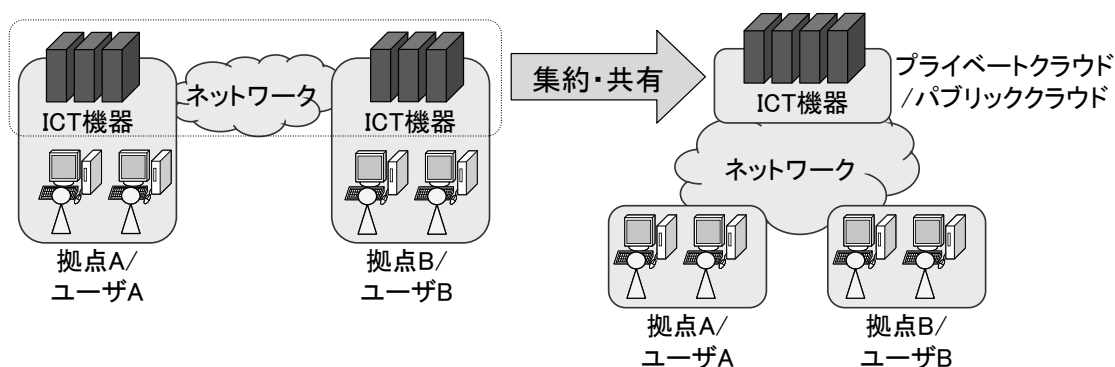 ICT機器
ネットワーク
ICT機器
拠点A/
ユーザA
拠点B/
ユーザB
集約・共有
ICT機器
プライベートクラウド
/パブリッククラウド
ネットワーク
拠点A/
ユーザA
拠点B/
ユーザB